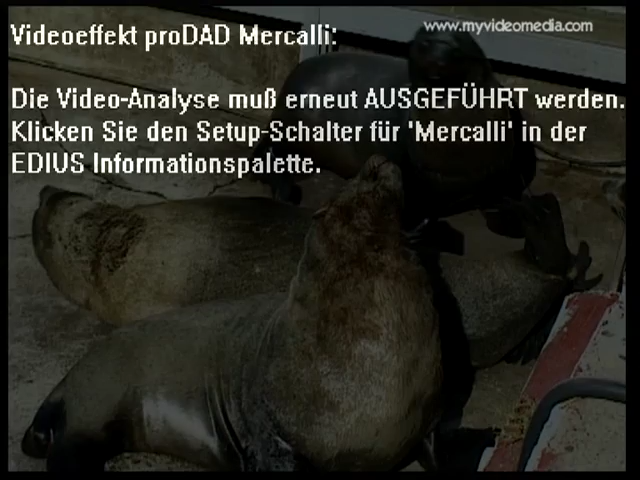 www.myvideomedia.com
Videoeffekt proDAD Mercalli:
Die Video-Analyse muß erneut AUSGEFÜHRT werden.
Klicken Sie den Setup-Schalter für 'Mercalli' in der
EDIUS Informationspalette.